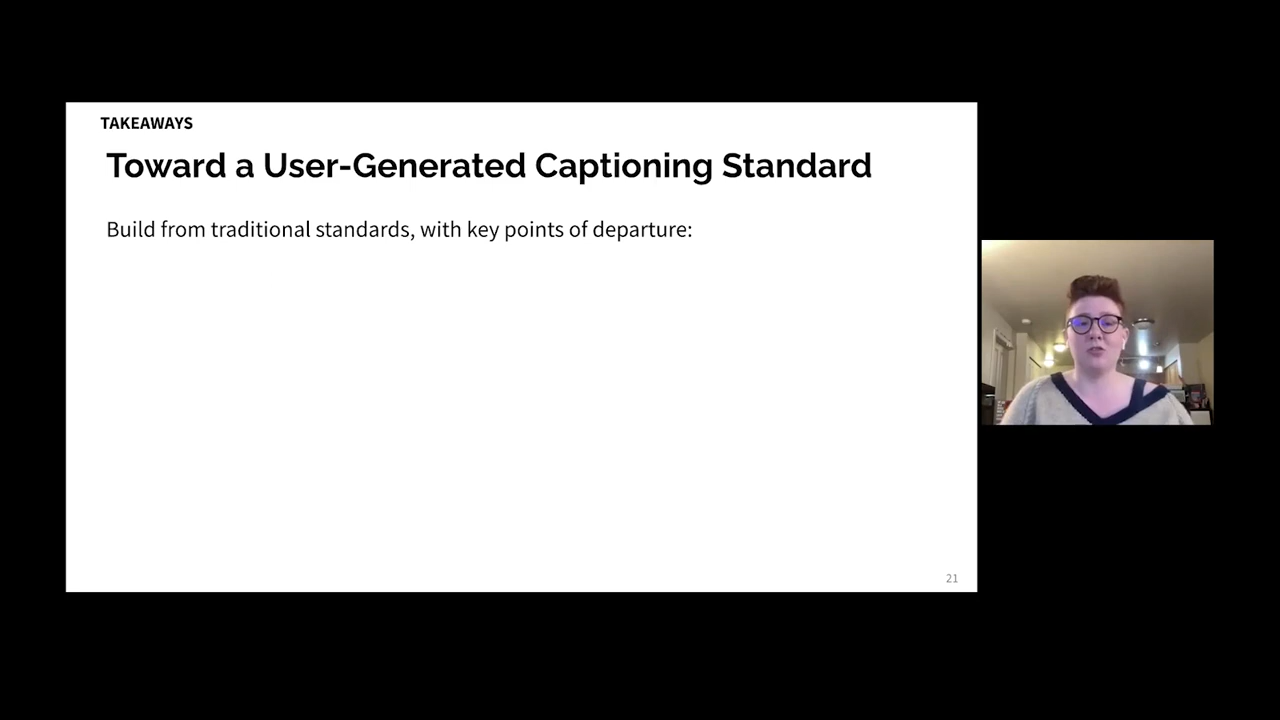 TAKEAWAYS
Toward a User-Generated Captioning Standard
Build from traditional standards, with key points of departure:
21